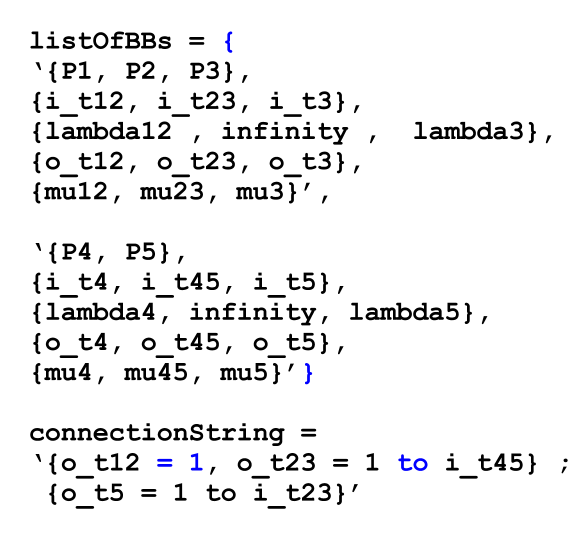 listOfBBs = {
‘{P1, P2, P3},
{i_t12, i_t23, i_t3},
{lambda12 , infinity ,  lambda3},
{o_t12, o_t23, o_t3},
{mu12, mu23, mu3}’,
‘{P4, P5},
{i_t4, i_t45, i_t5},
{lambda4, infinity, lambda5},
{o_t4, o_t45, o_t5},
{mu4, mu45, mu5}’}
connectionString =
‘{o_t12 = 1, o_t23 = 1 to i_t45} ;
{o_t5 = 1 to i_t23}’